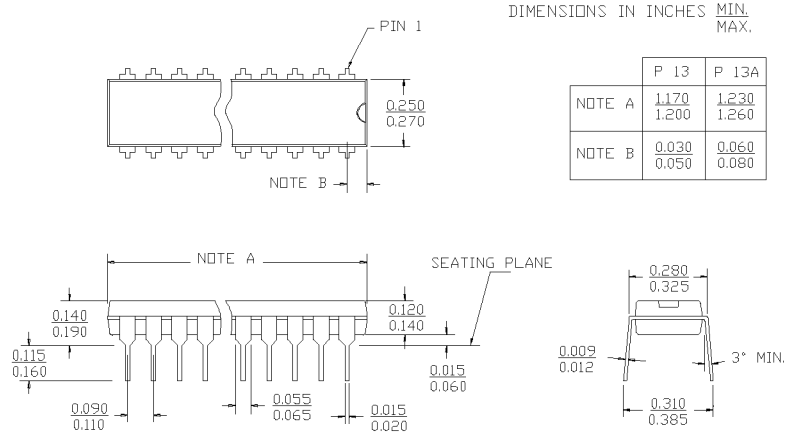 DIMENSIONS IN INCHES MIN.
MAX.
PIN 1
P 13 P 13A
NOTE A 1.170 1.230
1.200 1.260
NOTE B 0.030 0.060
0.050 0.080
0.250
0.270
NOTE B
NOTE A
SEATING PLANE
0.280
0.325
0.140
0.190
0.120
0.140
0.115
0.160
0.015
0.060
0.009
0.012
3° MIN.
0.090
0.110
0.055
0.065
0.015
0.020
0.310
0.385